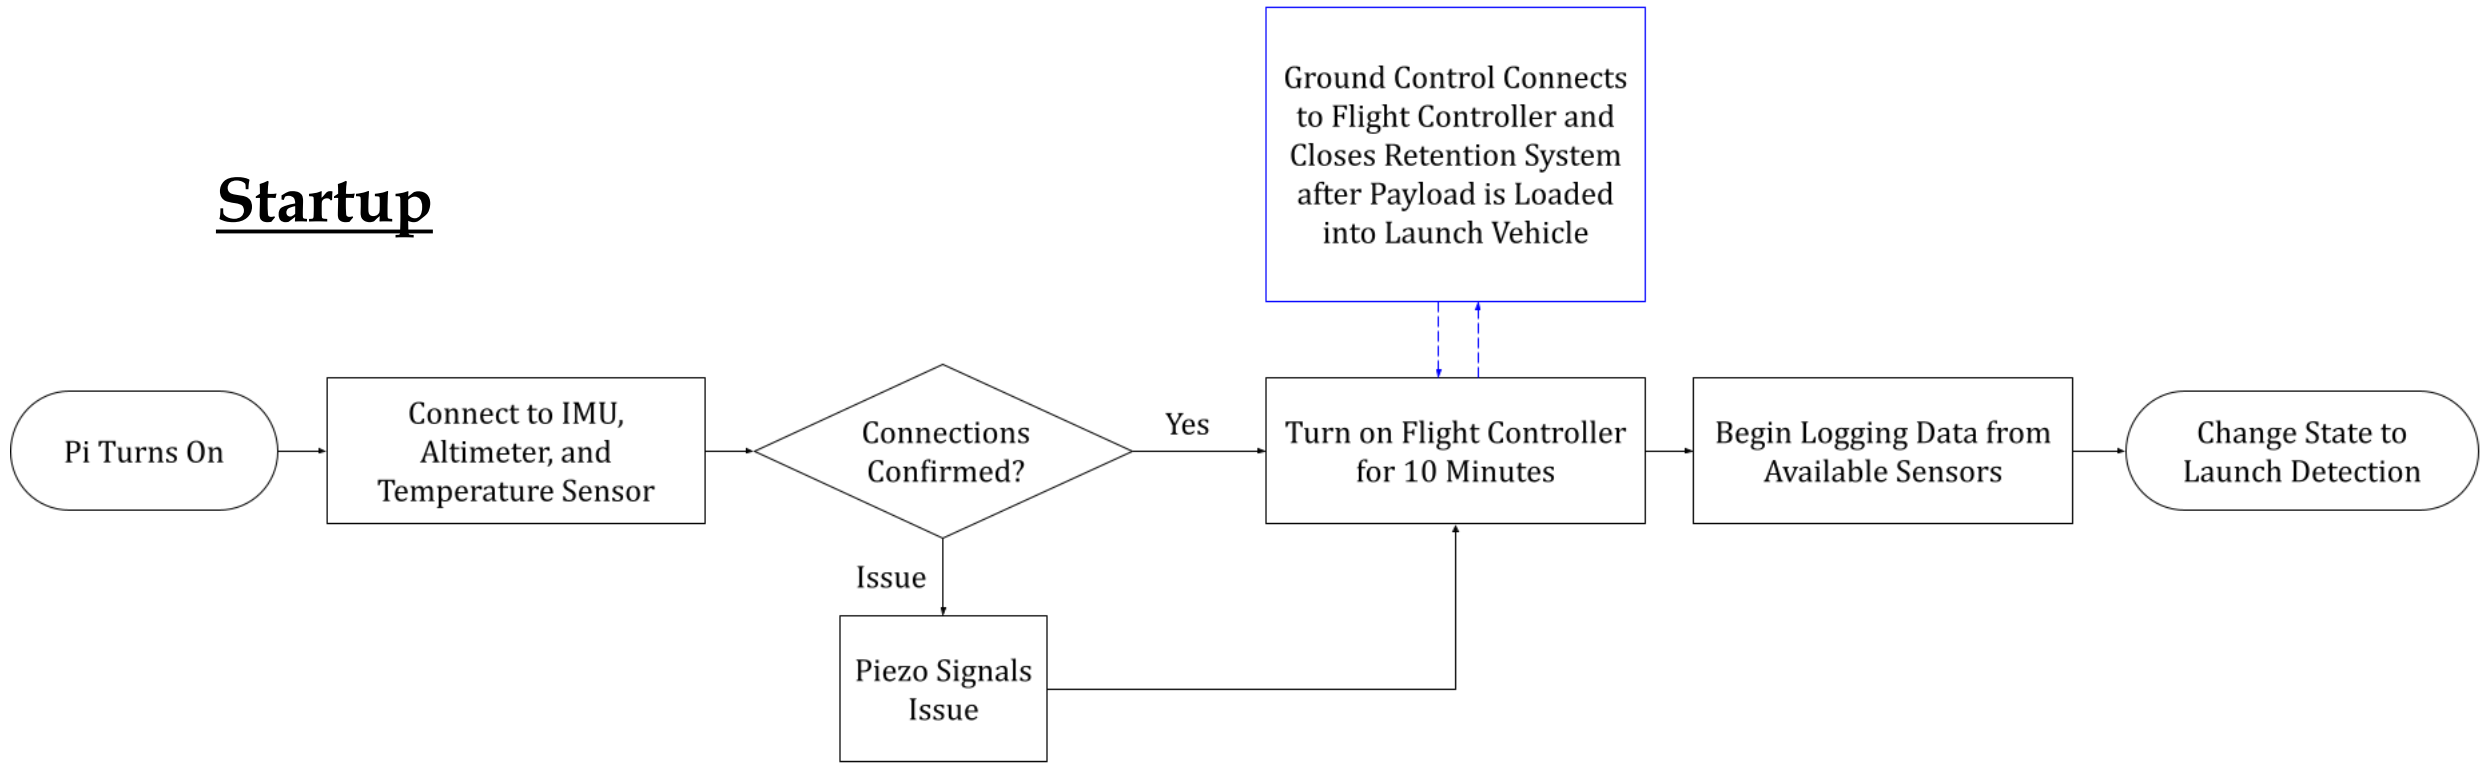 Startup
Ground Control Connects
to Flight Controller and
Closes Retention System
after Payload is Loaded
into Launch Vehicle
Pi Turns On
Connect to IMU,
Altimeter, and
Temperature Sensor
Connections
Confirmed?
Yes
Turn on Flight Controller
for 10 Minutes
Begin Logging Data from
Available Sensors
Change State to
Launch Detection
Issue
Piezo Signals
Issue